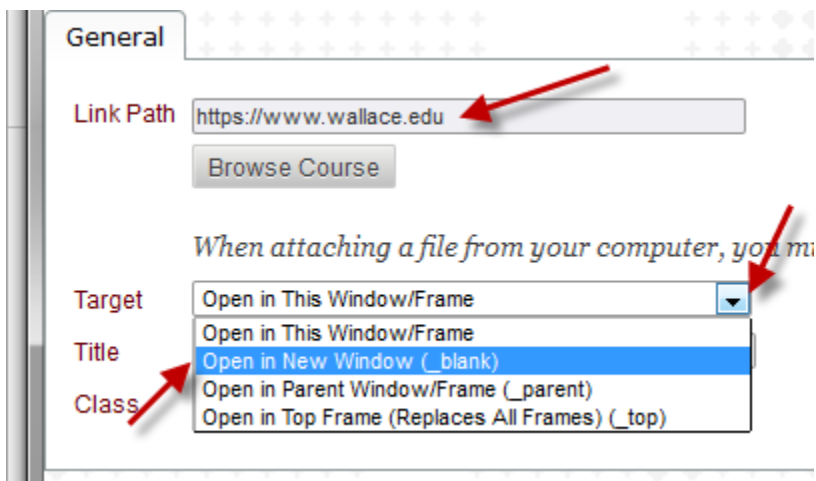 General
Link Path https://www.wallace.edu
Browse Course
When attaching a file from your computer, you
Target Open in This Window/Frame
Open in This Window/Frame
Title Open in New Window (_blank)
Open in Parent Window/Frame (_parent)
Class Open in Top Frame (Replaces All Frames) (_top)